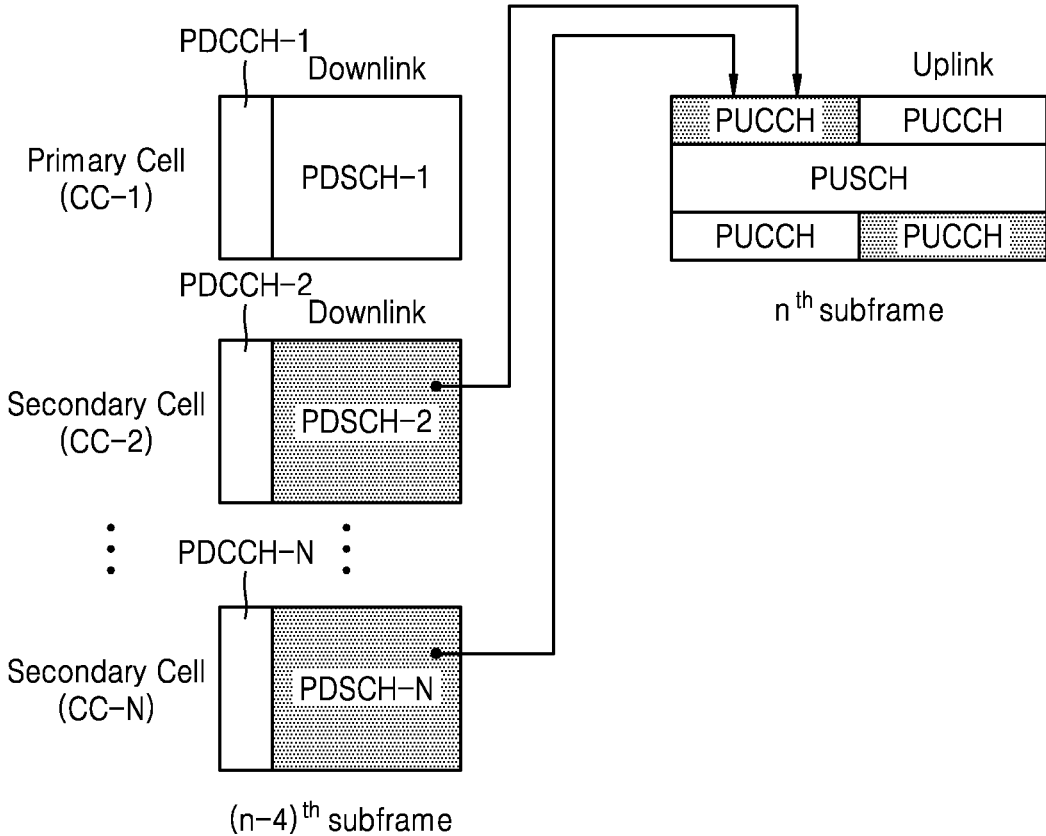 PDCCH-1
Downlink
Primary Cell
(CC-1)
PDSCH-1
PDCCH-2
Downlink
Secondary Cell
(CC-2)
PDSCH-2
PDCCH-N
Secondary Cell
(CC-N)
PDSCH-N
(n-4)th subframe
Uplink
PUCCH PUCCH
PUSCH
PUCCH PUCCH
nth subframe